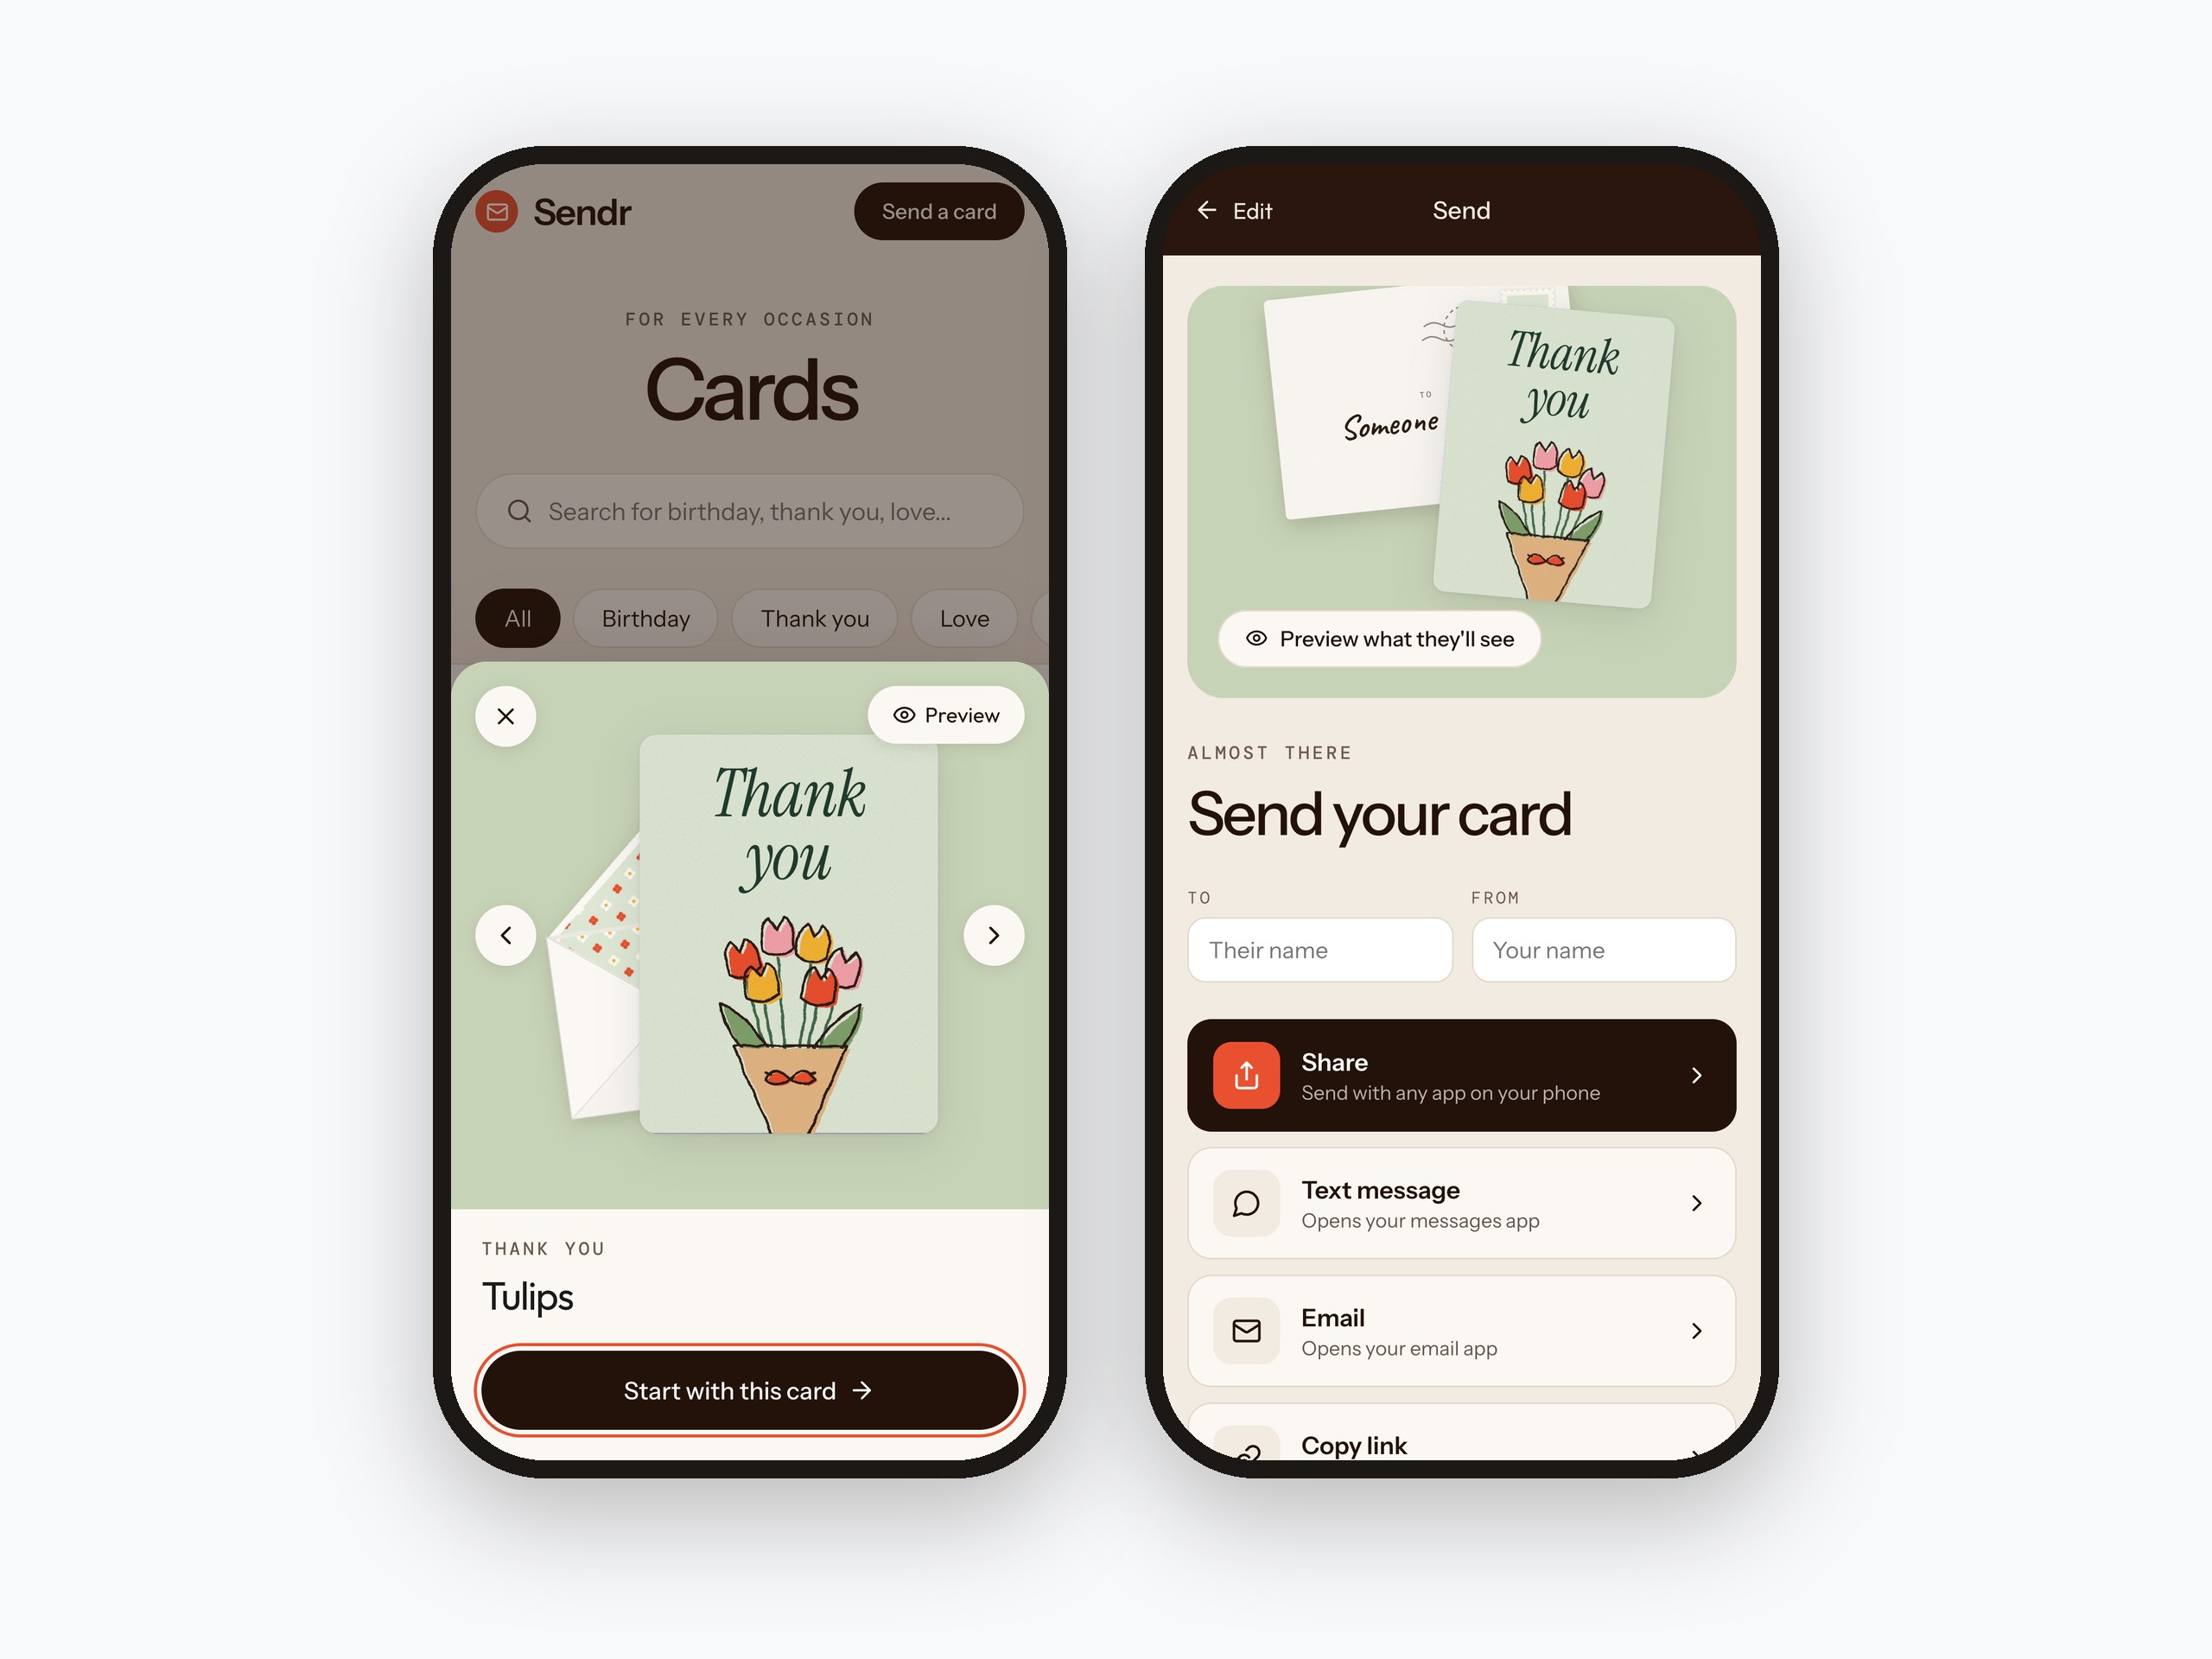 Sendr
Send a card
FOR EVERY OCCASION
Cards
Search for birthday, thank you, love...
All
Birthday
Thank you
Love
Preview
Thank
you
THANK YOU
Tulips
Start with this card
Edit
Send
TO
Someone
Thank
you
Preview what they'll see
ALMOST THERE
Send your card
TO
FROM
Their name
Your name
Share
Send with any app on your phone
Text message
Opens your messages app
Email
Opens your email app
Copy link